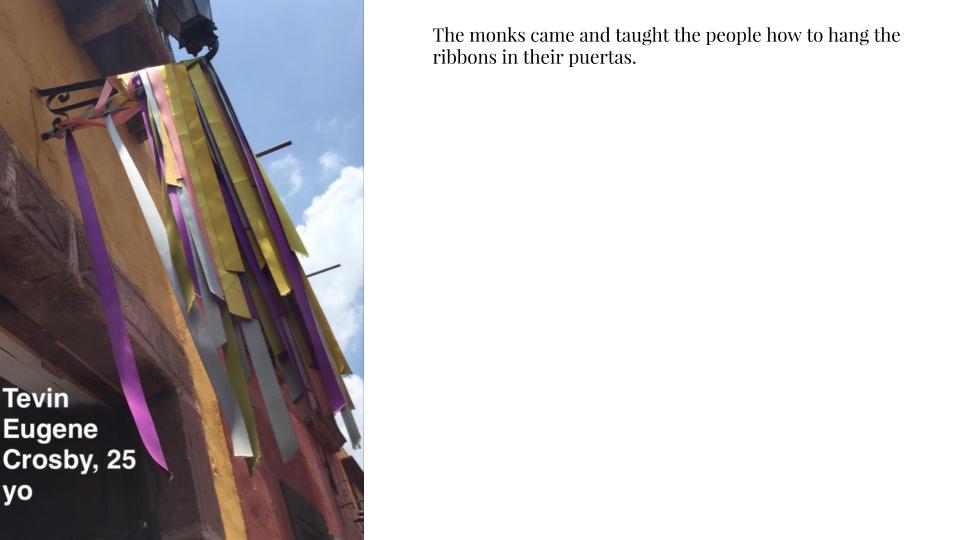 The monks came and taught the people how to hang the
ribbons in their puertas.
Tevin
Eugene
Crosby, 25
yo